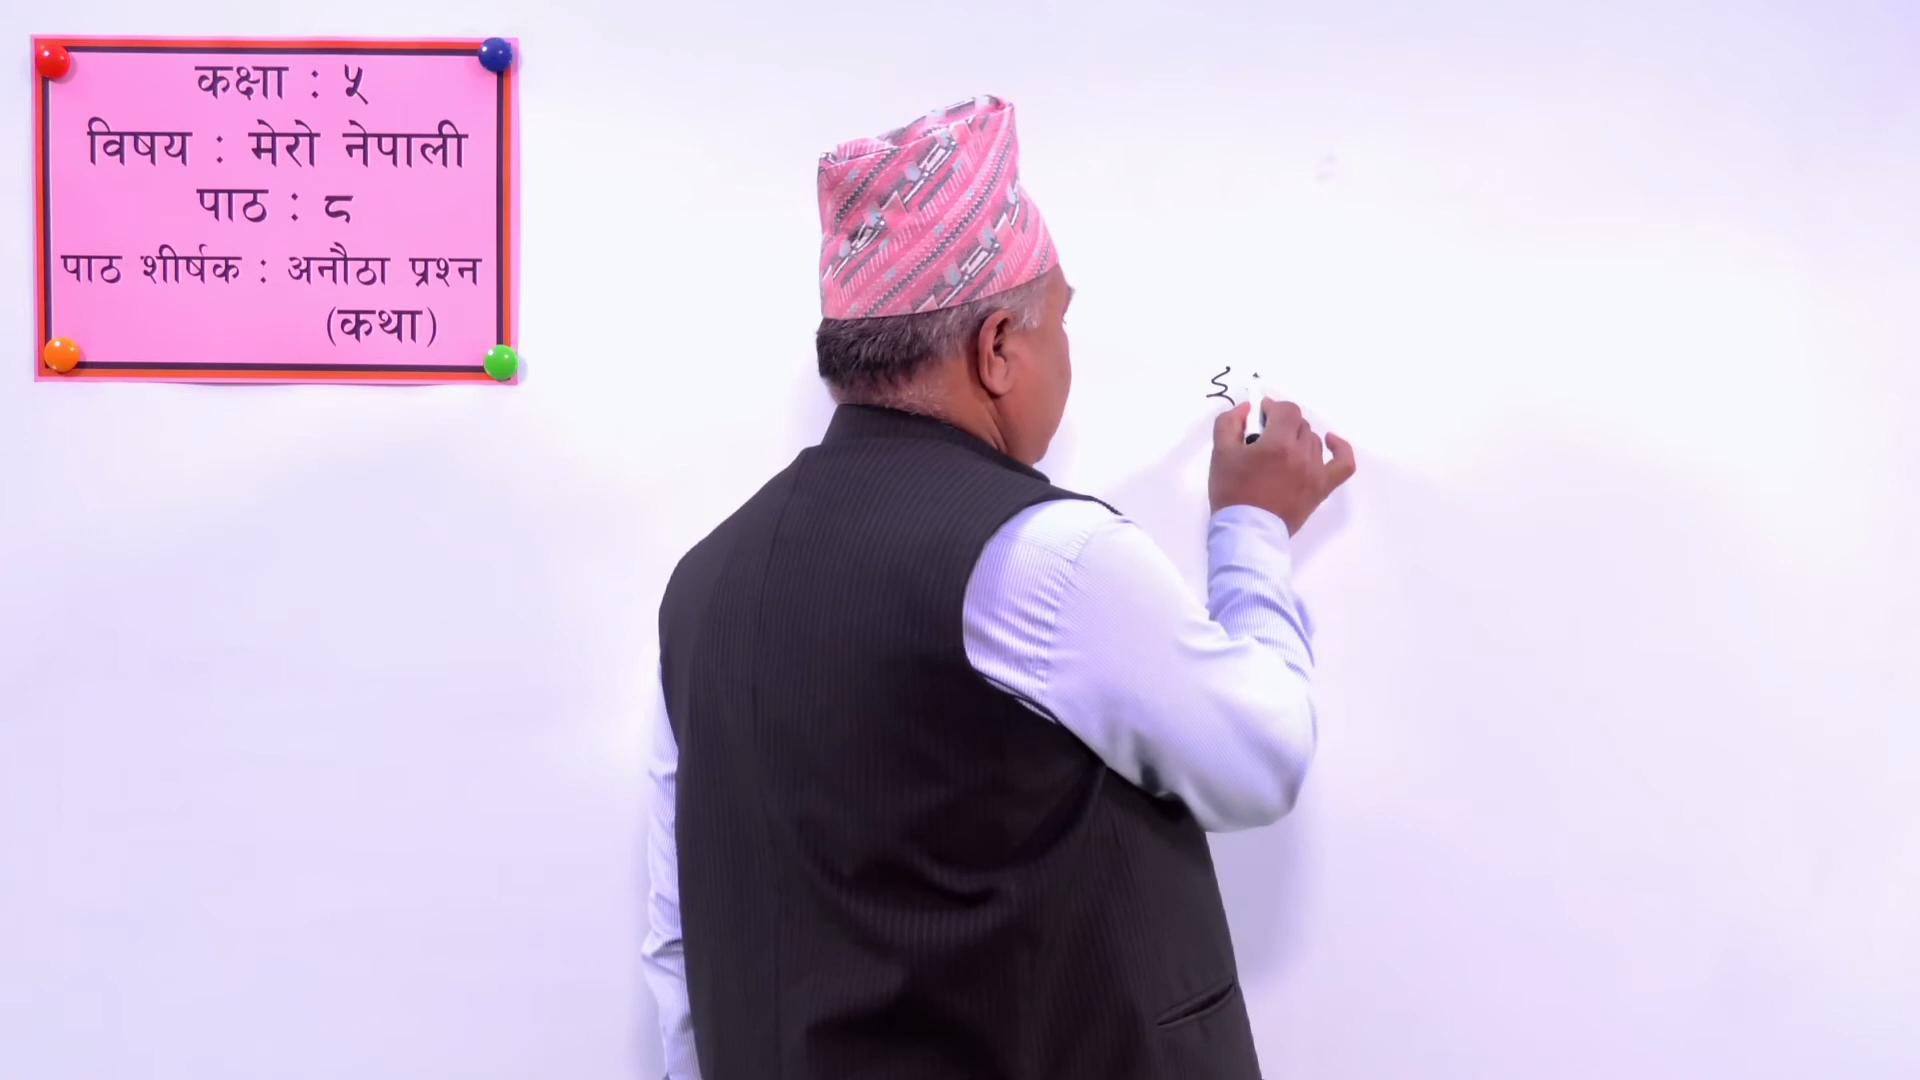 कक्षा : ५
विषय : मेरो नेपाली
पाठ : ८
पाठ शीर्षक : अनौठा प्रश्न
(कथा)